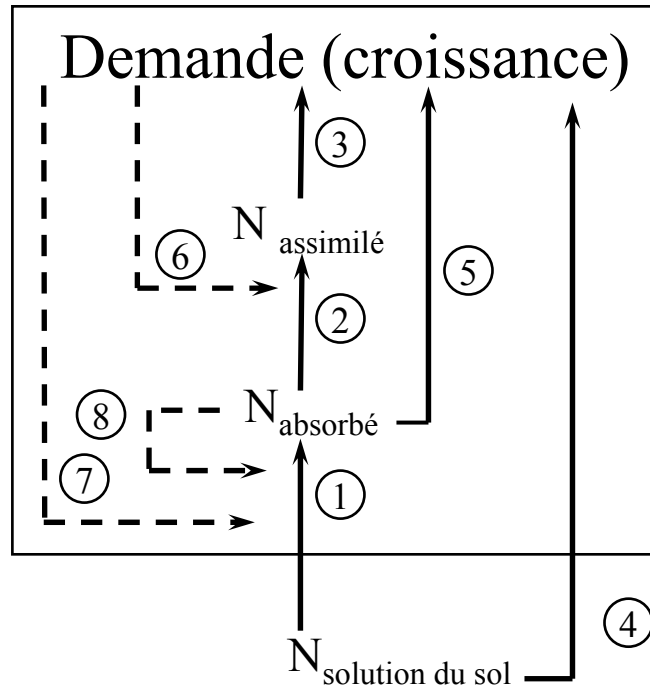 Demande (croissance)
3
N assimilé
6
5
2
8
N absorbé
7
1
4
N solution du sol